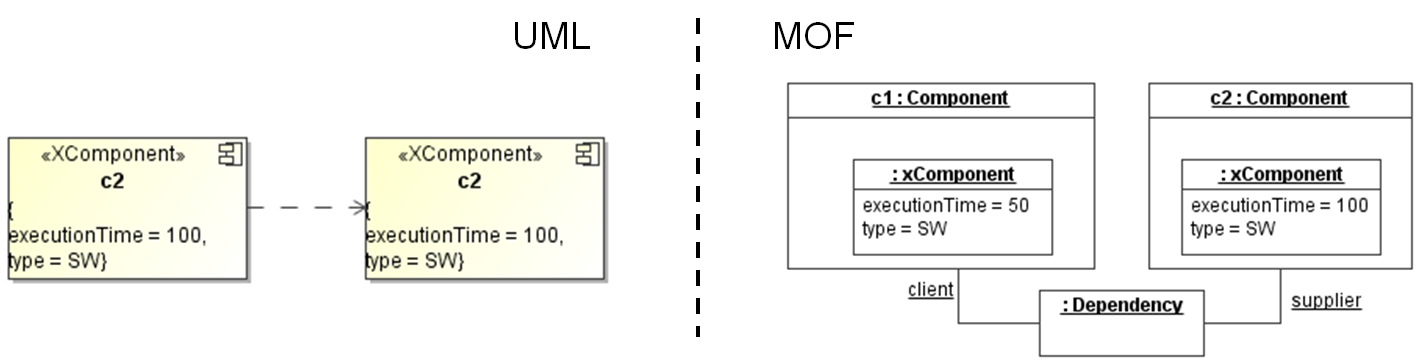 UML
MOF
«XComponent»
c2
{
executionTime = 100,
type = SW}
«XComponent»
c2
{
executionTime = 100,
type = SW}
c1 : Component
: xComponent
executionTime = 50
type = SW
c2 : Component
: xComponent
executionTime = 100
type = SW
client
: Dependency
supplier